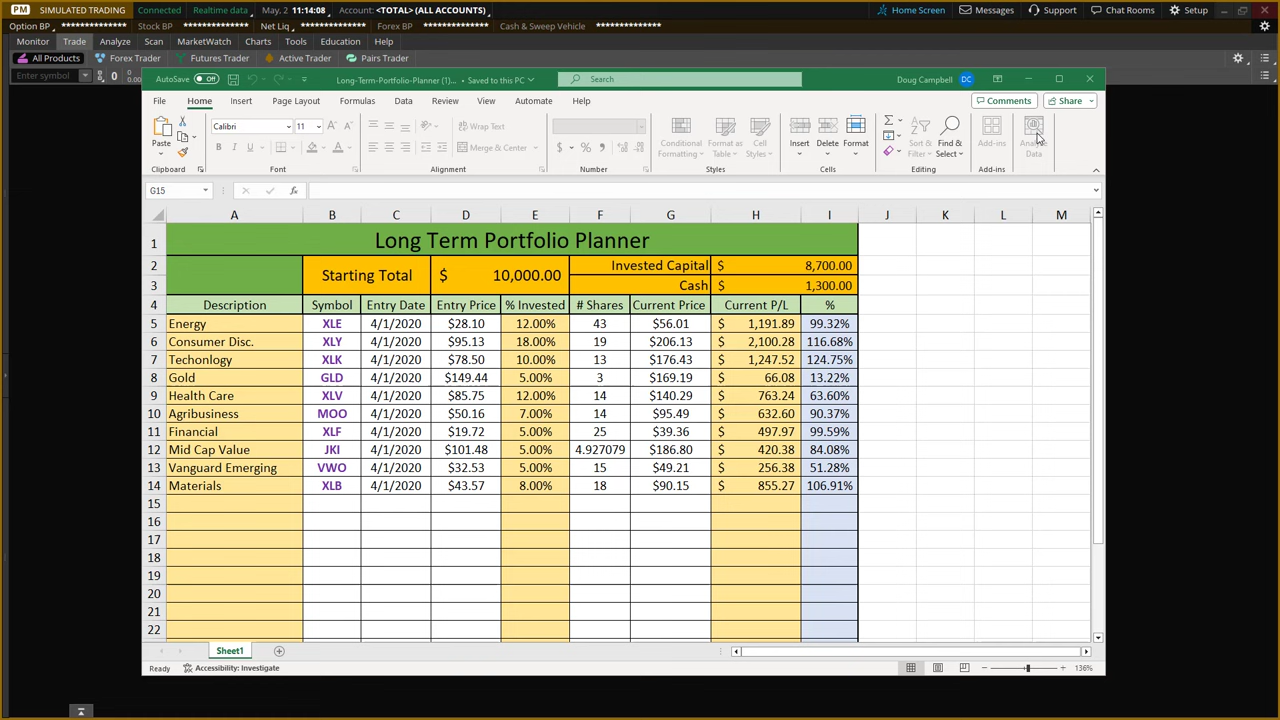 PM SIMULATED TRADING Connected Realtime data May, 2 11:14:08 Account: <TOTAL> (ALL ACCOUNTS) Home Screen Messages Support Chat Rooms Setup
Option BP ************** Stock BP ************** Net Liq ************** Forex BP ************** Cash & Sweep Vehicle **************
Monitor Trade Analyze Scan MarketWatch Charts Tools Education Help
All Products Forex Trader Futures Trader Active Trader Pairs Trader
Enter symbol 0 0.00
AutoSave Off Long-Term-Portfolio-Planner (1)... • Saved to this PC Search Doug Campbell DC
File Home Insert Page Layout Formulas Data Review View Automate Help Comments Share
Paste Calibri 11 Wrap Text Conditional Formatting Format as Table Cell Styles Insert Delete Format Sort & Filter Find & Select Add-ins Analyze Data
B I U Merge & Center $ % 9
Clipboard Font Alignment Number Styles Cells Editing Add-ins
G15 fx
A B C D E F G H I J K L M
1 Long Term Portfolio Planner
2 Starting Total $ 10,000.00 Invested Capital $ 8,700.00
3 Cash $ 1,300.00
4 Description Symbol Entry Date Entry Price % Invested # Shares Current Price Current P/L %
5 Energy XLE 4/1/2020 $28.10 12.00% 43 $56.01 $ 1,191.89 99.32%
6 Consumer Disc. XLY 4/1/2020 $95.13 18.00% 19 $206.13 $ 2,100.28 116.68%
7 Techonlogy XLK 4/1/2020 $78.50 10.00% 13 $176.43 $ 1,247.52 124.75%
8 Gold GLD 4/1/2020 $149.44 5.00% 3 $169.19 $ 66.08 13.22%
9 Health Care XLV 4/1/2020 $85.75 12.00% 14 $140.29 $ 763.24 63.60%
10 Agribusiness MOO 4/1/2020 $50.16 7.00% 14 $95.49 $ 632.60 90.37%
11 Financial XLF 4/1/2020 $19.72 5.00% 25 $39.36 $ 497.97 99.59%
12 Mid Cap Value JKI 4/1/2020 $101.48 5.00% 4.927079 $186.80 $ 420.38 84.08%
13 Vanguard Emerging VWO 4/1/2020 $32.53 5.00% 15 $49.21 $ 256.38 51.28%
14 Materials XLB 4/1/2020 $43.57 8.00% 18 $90.15 $ 855.27 106.91%
15
16
17
18
19
20
21
22
Sheet1
Ready Accessibility: Investigate 136%